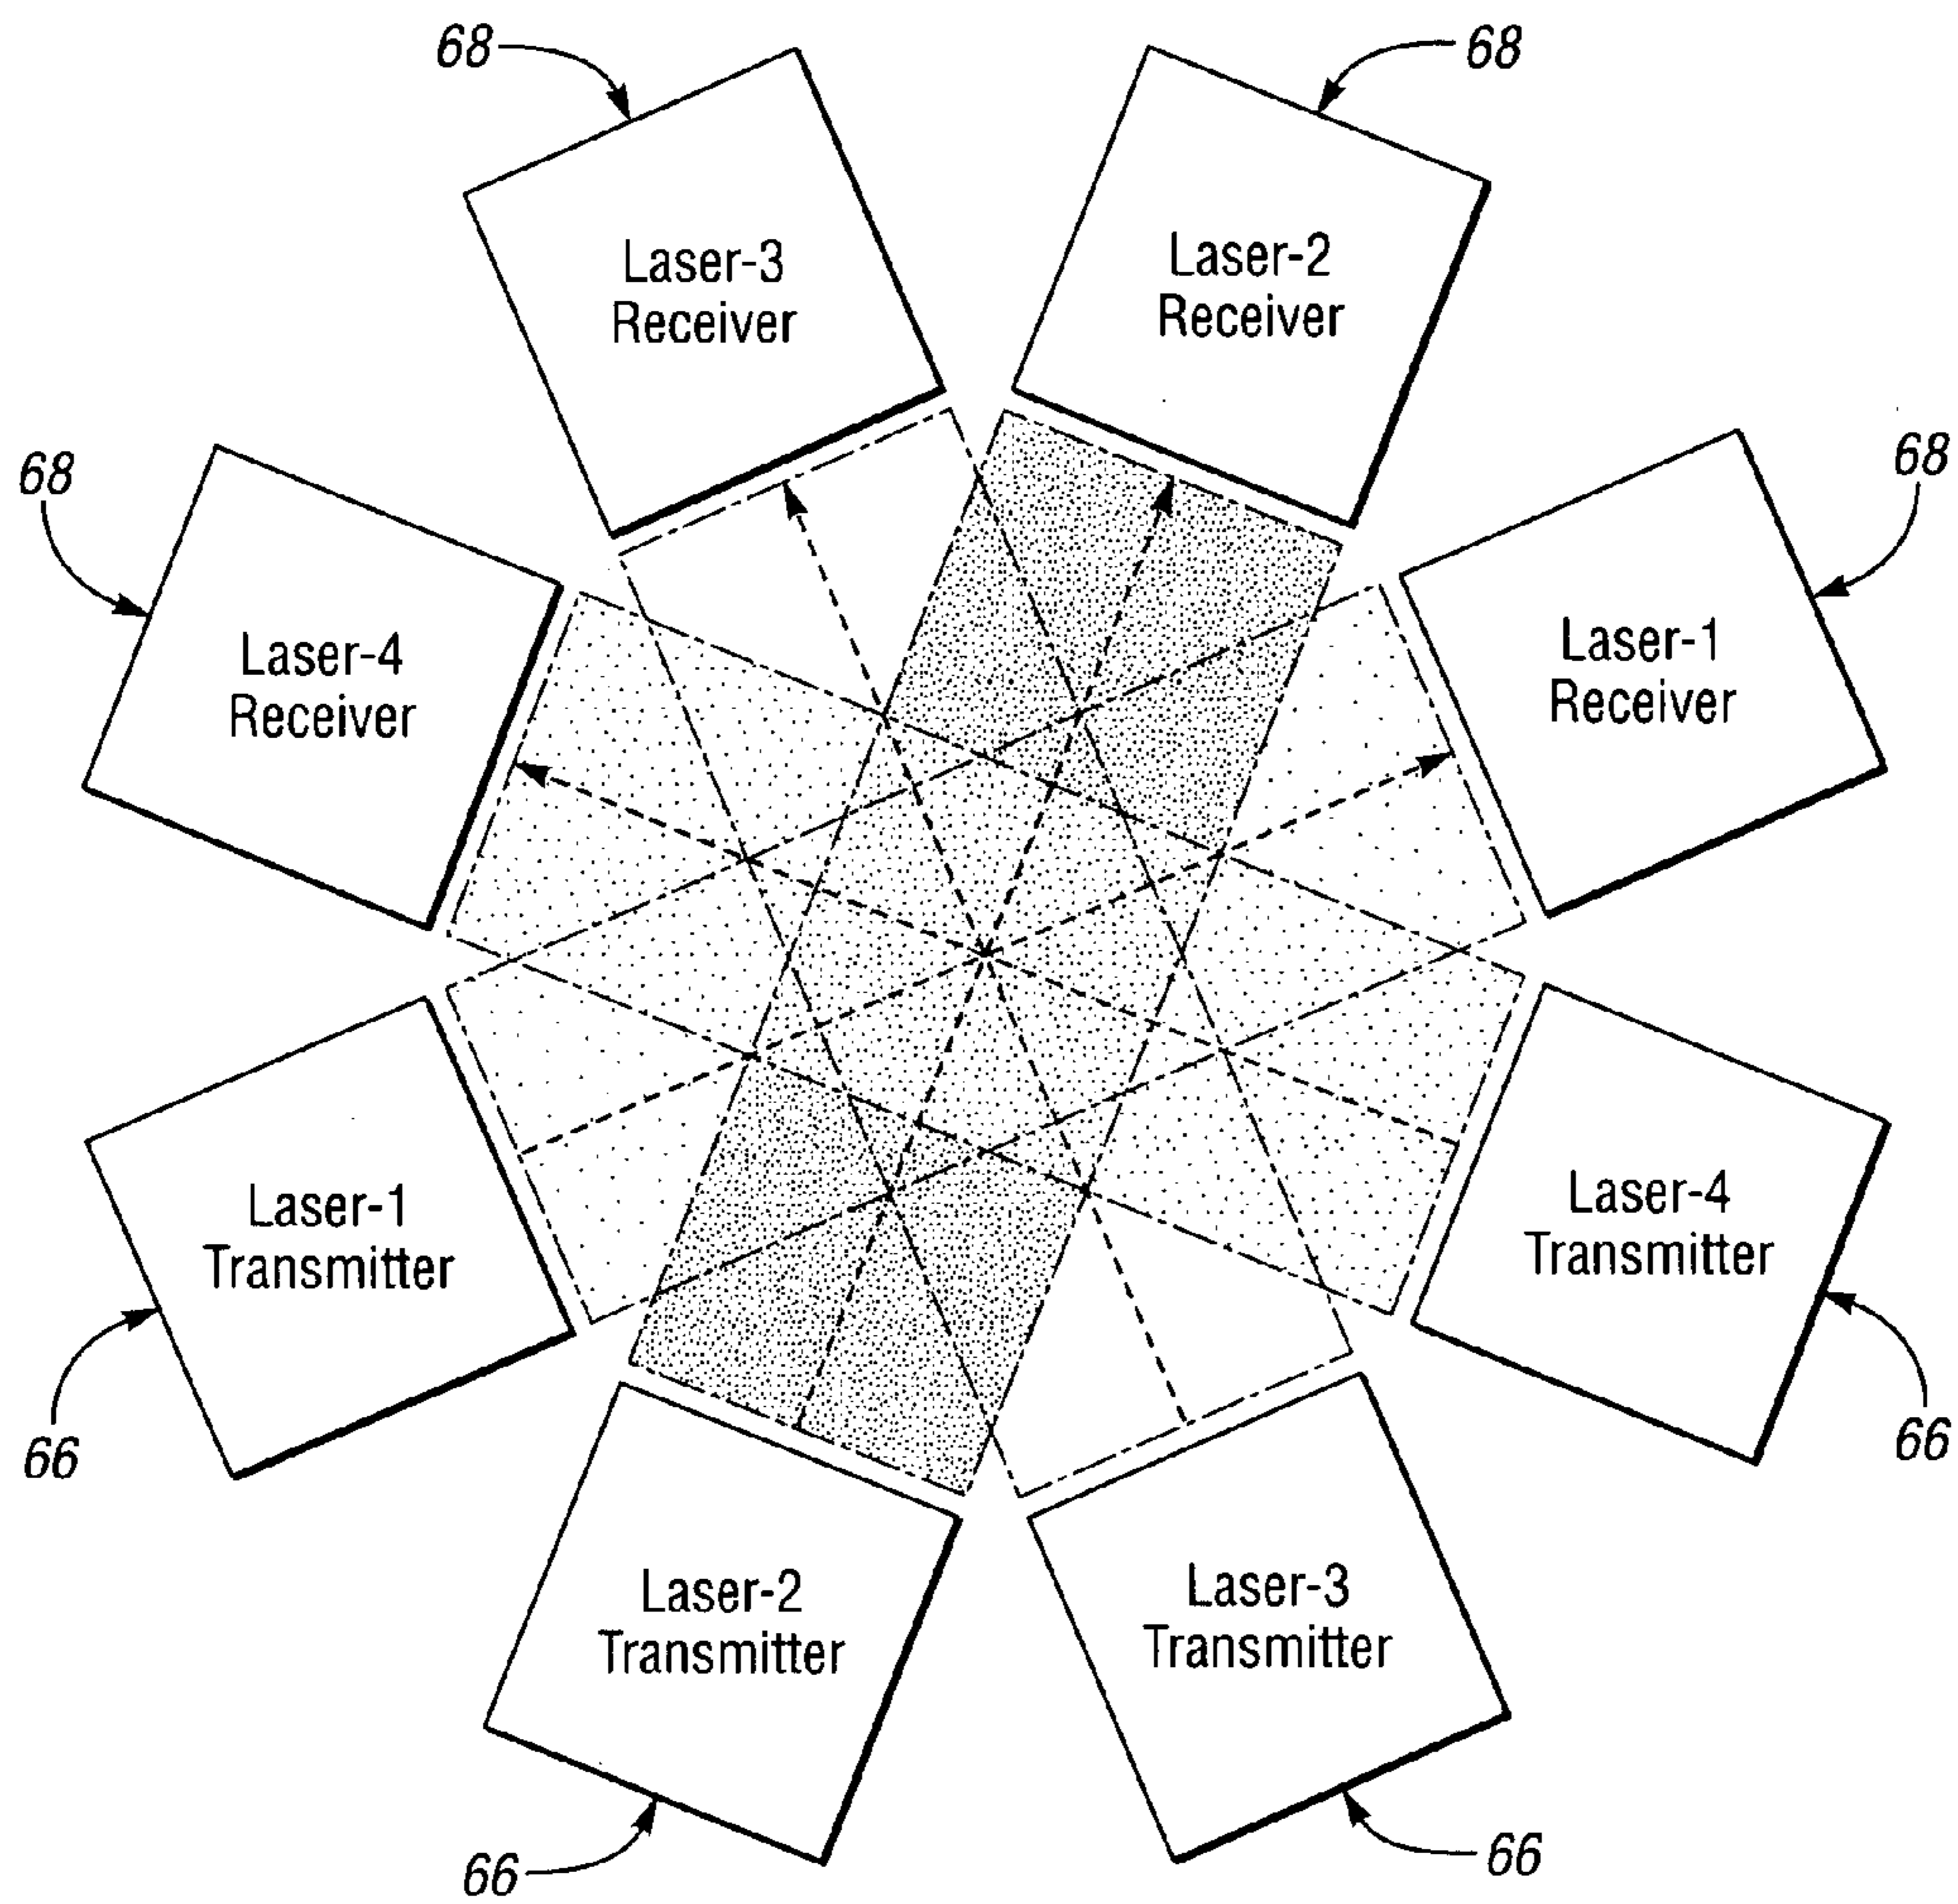 68
68
Laser-3
Receiver
Laser-2
Receiver
68
68
Laser-4
Receiver
Laser-1
Receiver
Laser-1
Transmitter
Laser-4
Transmitter
66
66
Laser-2
Transmitter
Laser-3
Transmitter
66
66